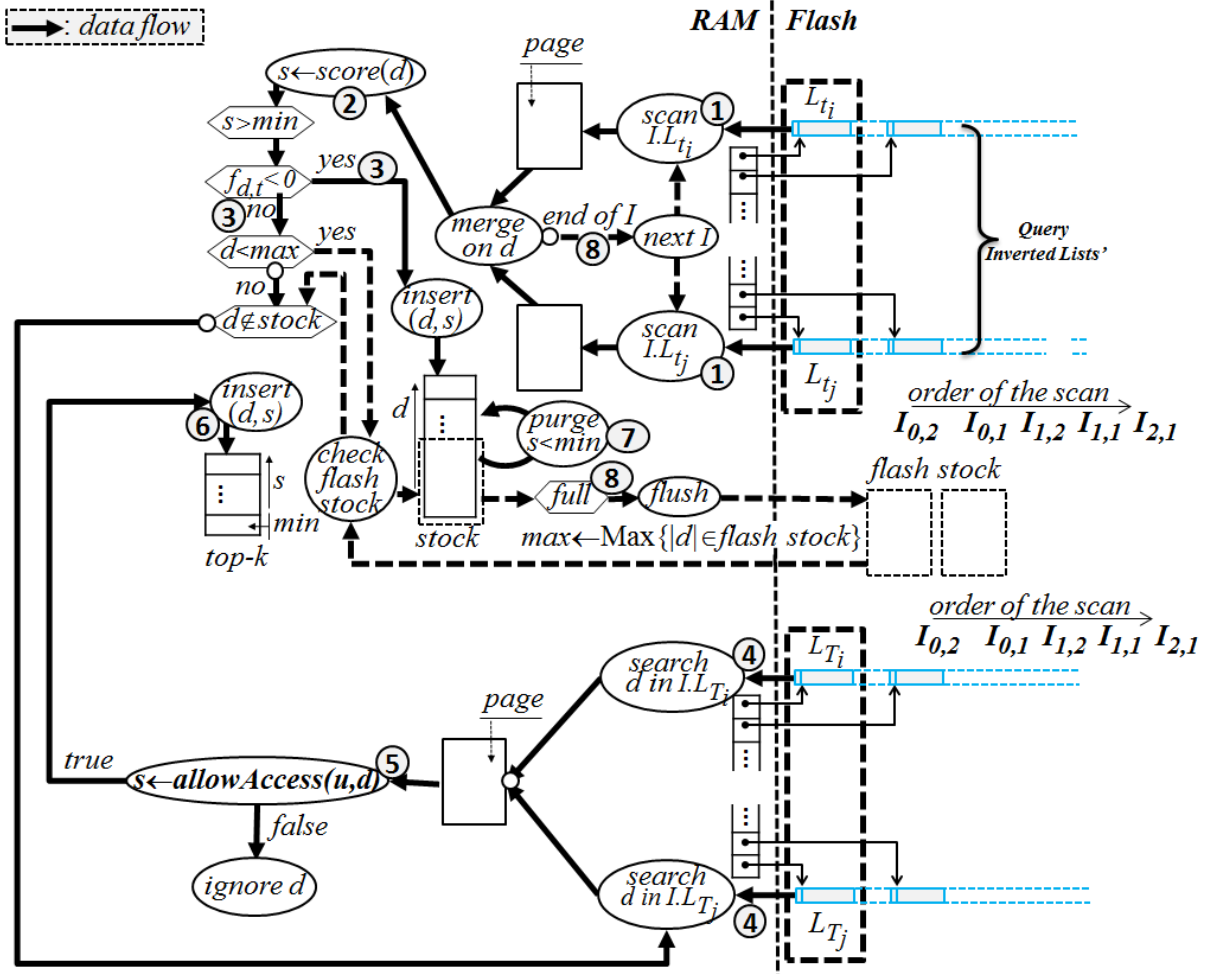 : data flow
RAM Flash
page
s←score(d)
2
s>min
f_{d,t}<0
yes 3
3 no
d<max
yes
no
d∉stock
scan
I.L_{t_i}
1
L_{t_i}
...
merge
on d
end of I
8
next I
Query
Inverted Lists'
...
insert
(d,s)
scan
I.L_{t_j}
1
L_{t_j}
order of the scan
I_{0,2} I_{0,1} I_{1,2} I_{1,1} I_{2,1}
insert
(d,s)
6
s
...
min
top-k
check
flash
stock
d
...
stock
purge
s<min
7
full
8
flush
flash stock
max←Max{|d|∈flash stock}
order of the scan
I_{0,2} I_{0,1} I_{1,2} I_{1,1} I_{2,1}
search
d in I.L_{T_i}
4
L_{T_i}
...
page
true
s←allowAccess(u,d)
5
false
ignore d
...
search
d in I.L_{T_j}
4
L_{T_j}